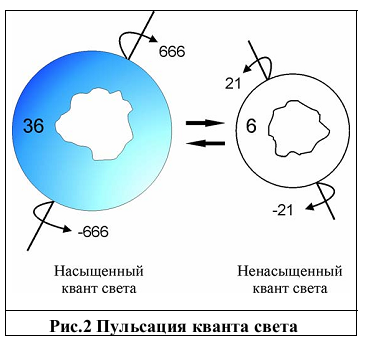 666
36
-666
21
6
-21
Насыщенный
квант света
Ненасыщенный
квант света
Рис.2 Пульсация кванта света